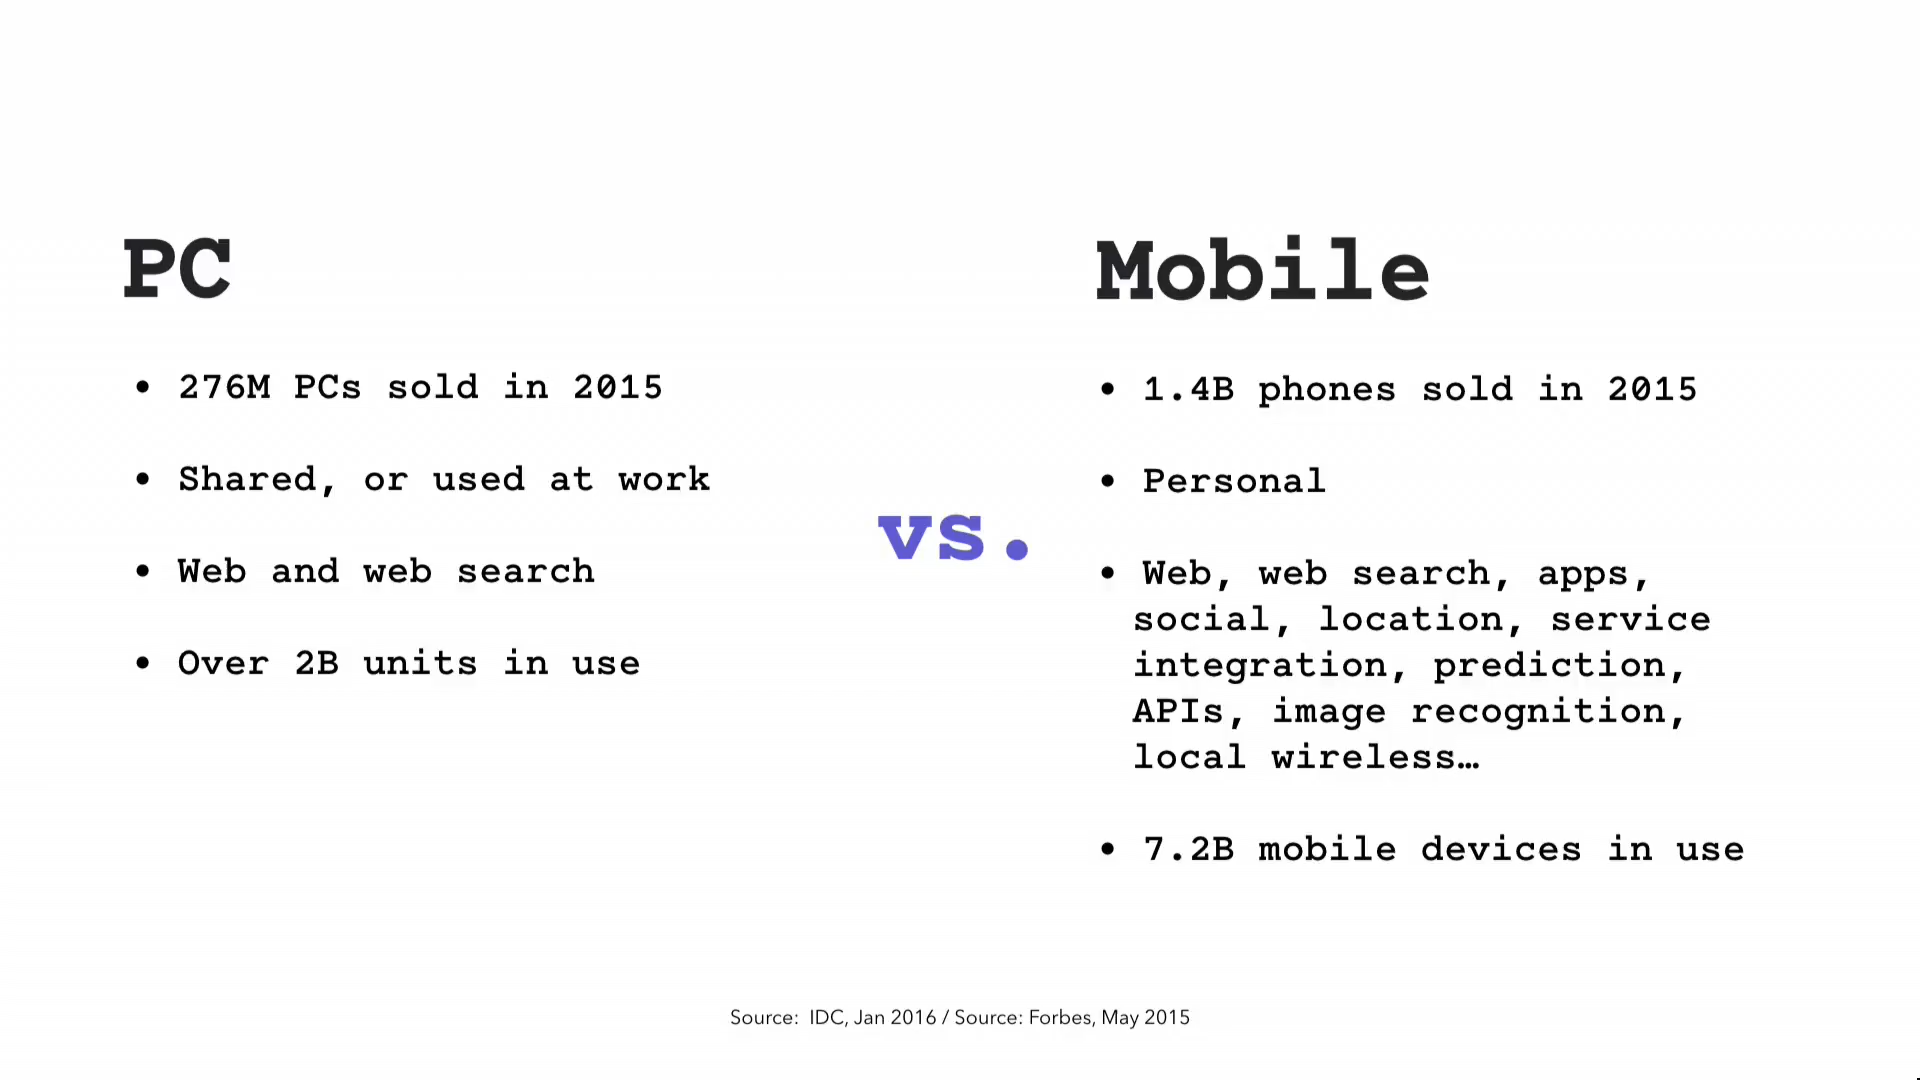 PC
• 276M PCs sold in 2015
• Shared, or used at work
• Web and web search
• Over 2B units in use
vs.
Mobile
• 1.4B phones sold in 2015
• Personal
• Web, web search, apps,
social, location, service
integration, prediction,
APIs, image recognition,
local wireless…
• 7.2B mobile devices in use
Source:  IDC, Jan 2016 / Source: Forbes, May 2015